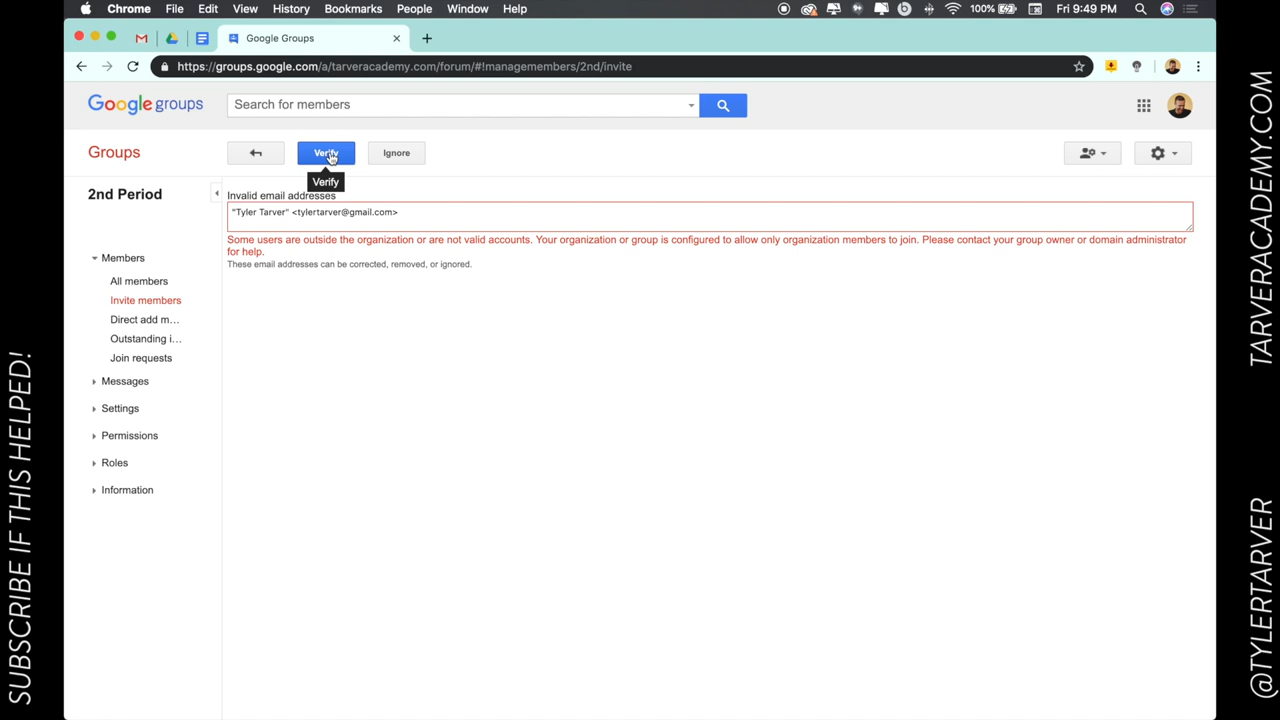 Chrome File Edit View History Bookmarks People Window Help 100% Fri 9:49 PM
Google Groups
https://groups.google.com/a/tarveracademy.com/forum/#!managemembers/2nd/invite
Google groups Search for members
Groups Verify Ignore
Verify
2nd Period
Invalid email addresses
"Tyler Tarver" <tylertarver@gmail.com>
Some users are outside the organization or are not valid accounts. Your organization or group is configured to allow only organization members to join. Please contact your group owner or domain administrator
for help.
These email addresses can be corrected, removed, or ignored.
Members
All members
Invite members
Direct add m…
Outstanding i…
Join requests
Messages
Settings
Permissions
Roles
Information
SUBSCRIBE IF THIS HELPED!
TARVERACADEMY.COM
@TYLERTARVER